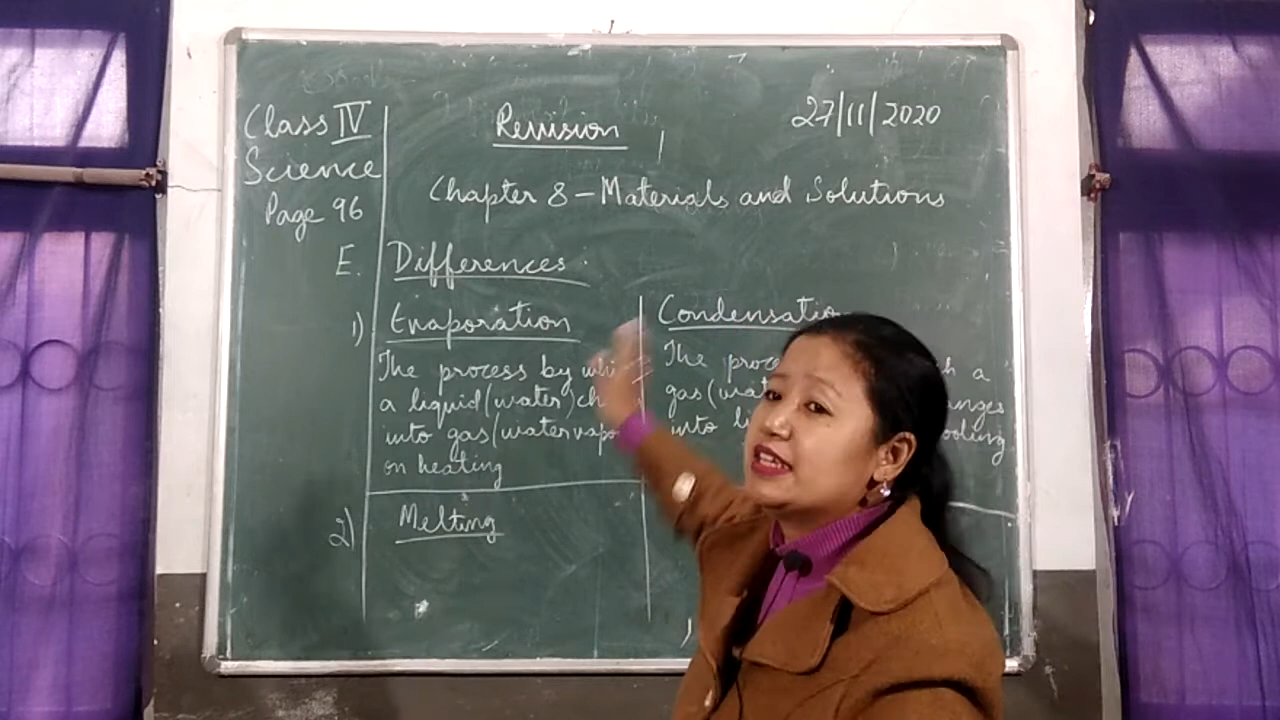 Class IV
Science
Page 96
Revision
27/11/2020
Chapter 8 - Materials and Solutions
E. Differences
1) Evaporation
The process by
a liquid (water)
into gas (water
on heating
Condensation
The
gas
into
2) Melting